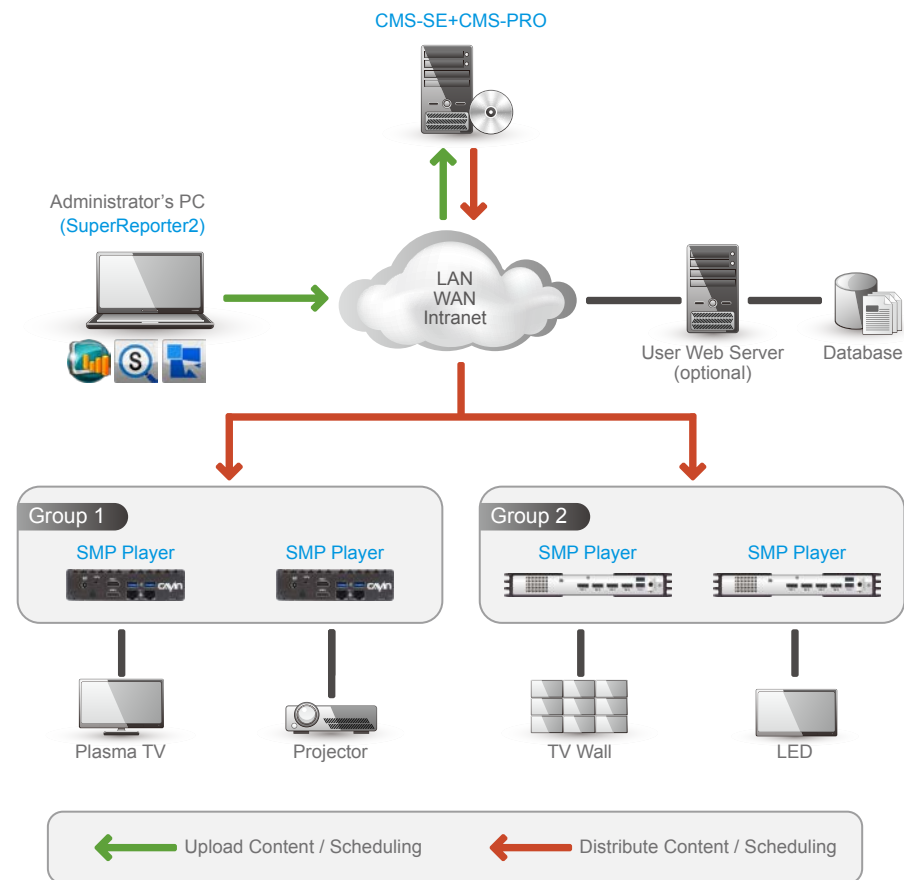 CMS-SE+CMS-PRO
Administrator's PC
(SuperReporter2)
LAN
WAN
Intranet
S
User Web Server
(optional)
Database
Group 1
SMP Player
SMP Player
CAYIN
CAYIN
Group 2
SMP Player
SMP Player
Plasma TV
Projector
TV Wall
LED
Upload Content / Scheduling
Distribute Content / Scheduling